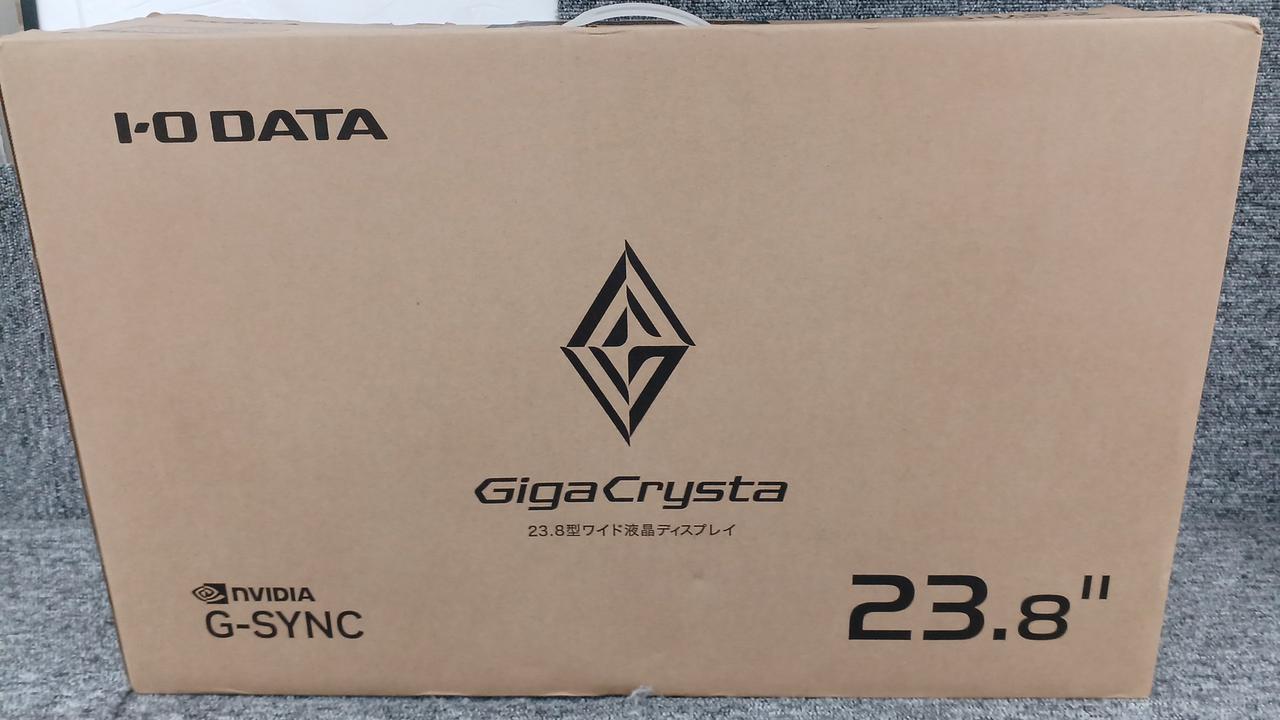 I-O DATA
GigaCrysta
23.8型ワイド液晶ディスプレイ
NVIDIA
G-SYNC
23.8"